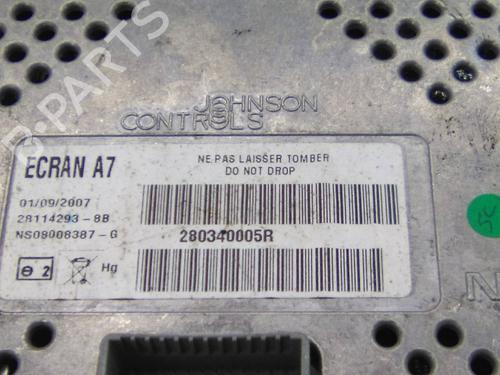 B PARTS
JOHNSON
CONTROLS
ECRAN A7
NE PAS LAISSER TOMBER
DO NOT DROP
01/09/2007
28114293-8B
NS08008387-G
280340005R
2
Hg
N